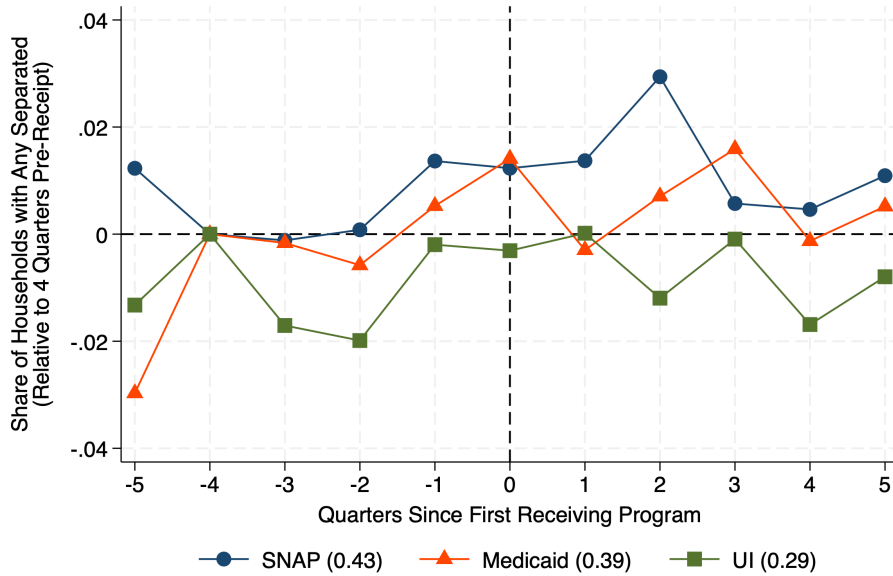 Share of Households with Any Separated
(Relative to 4 Quarters Pre-Receipt)
.04
.02
0
-.02
-.04
-5 -4 -3 -2 -1 0 1 2 3 4 5
Quarters Since First Receiving Program
SNAP (0.43) Medicaid (0.39) UI (0.29)